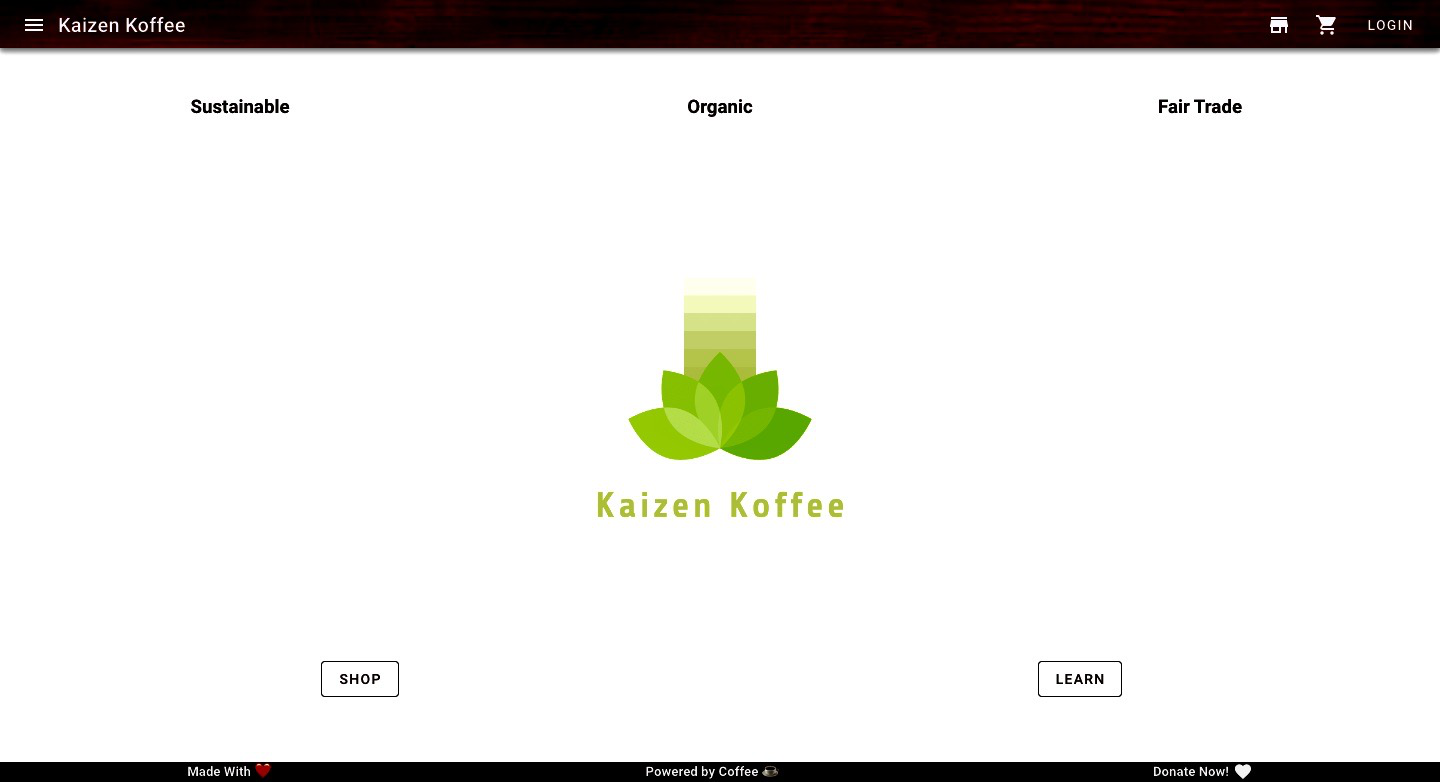 Kaizen Koffee
LOGIN
Sustainable
Organic
Fair Trade
Kaizen Koffee
SHOP
LEARN
Made With
Powered by Coffee
Donate Now!